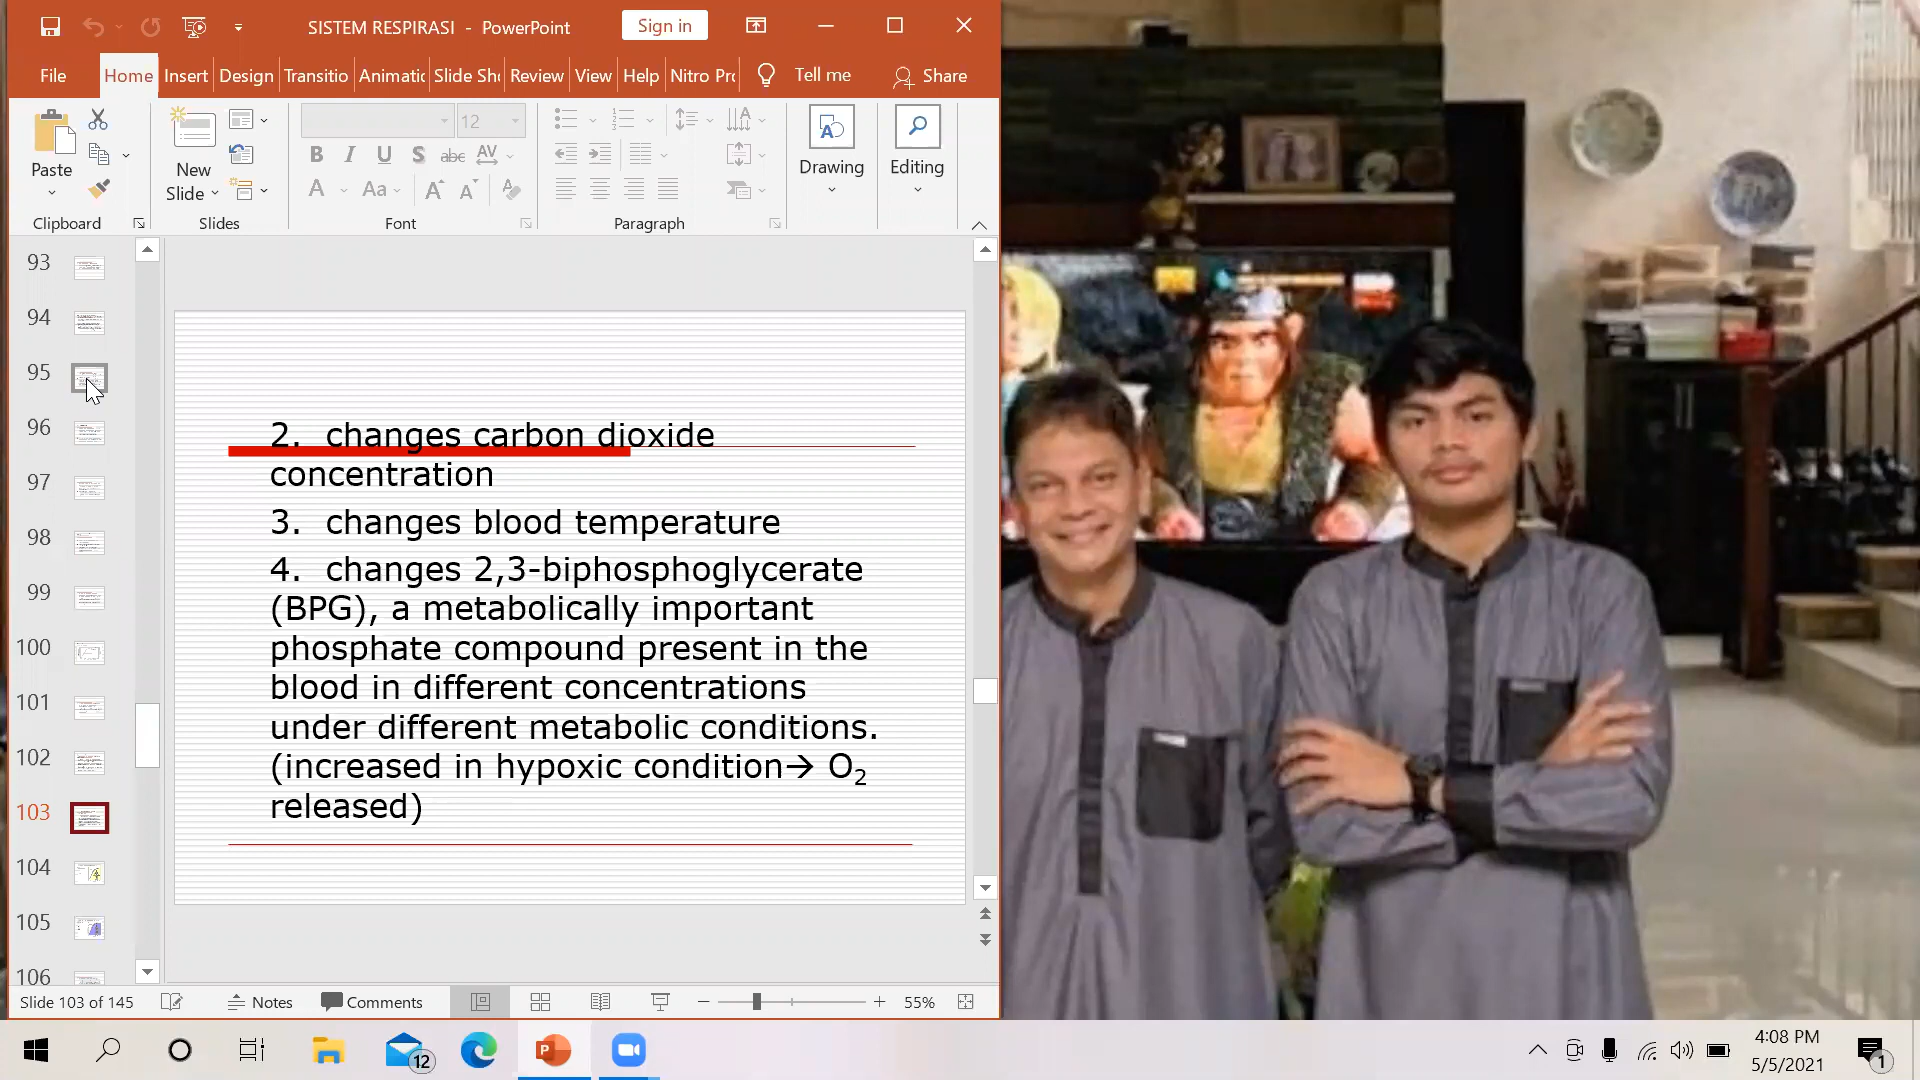 SISTEM RESPIRASI - PowerPoint
Sign in
File
Home
Insert
Design
Transitio
Animatic
Slide Sh
Review
View
Help
Nitro Pr
Tell me
Share
Paste
New
Slide
12
B I U S abc AV
A Aa A A
Drawing
Editing
Clipboard
Slides
Font
Paragraph
93
94
95
96
97
98
99
100
101
102
103
104
105
106
2. changes carbon dioxide
concentration
3. changes blood temperature
4. changes 2,3-biphosphoglycerate
(BPG), a metabolically important
phosphate compound present in the
blood in different concentrations
under different metabolic conditions.
(increased in hypoxic condition→ O₂
released)
Slide 103 of 145
Notes
Comments
55%
12
4:08 PM
5/5/2021
1